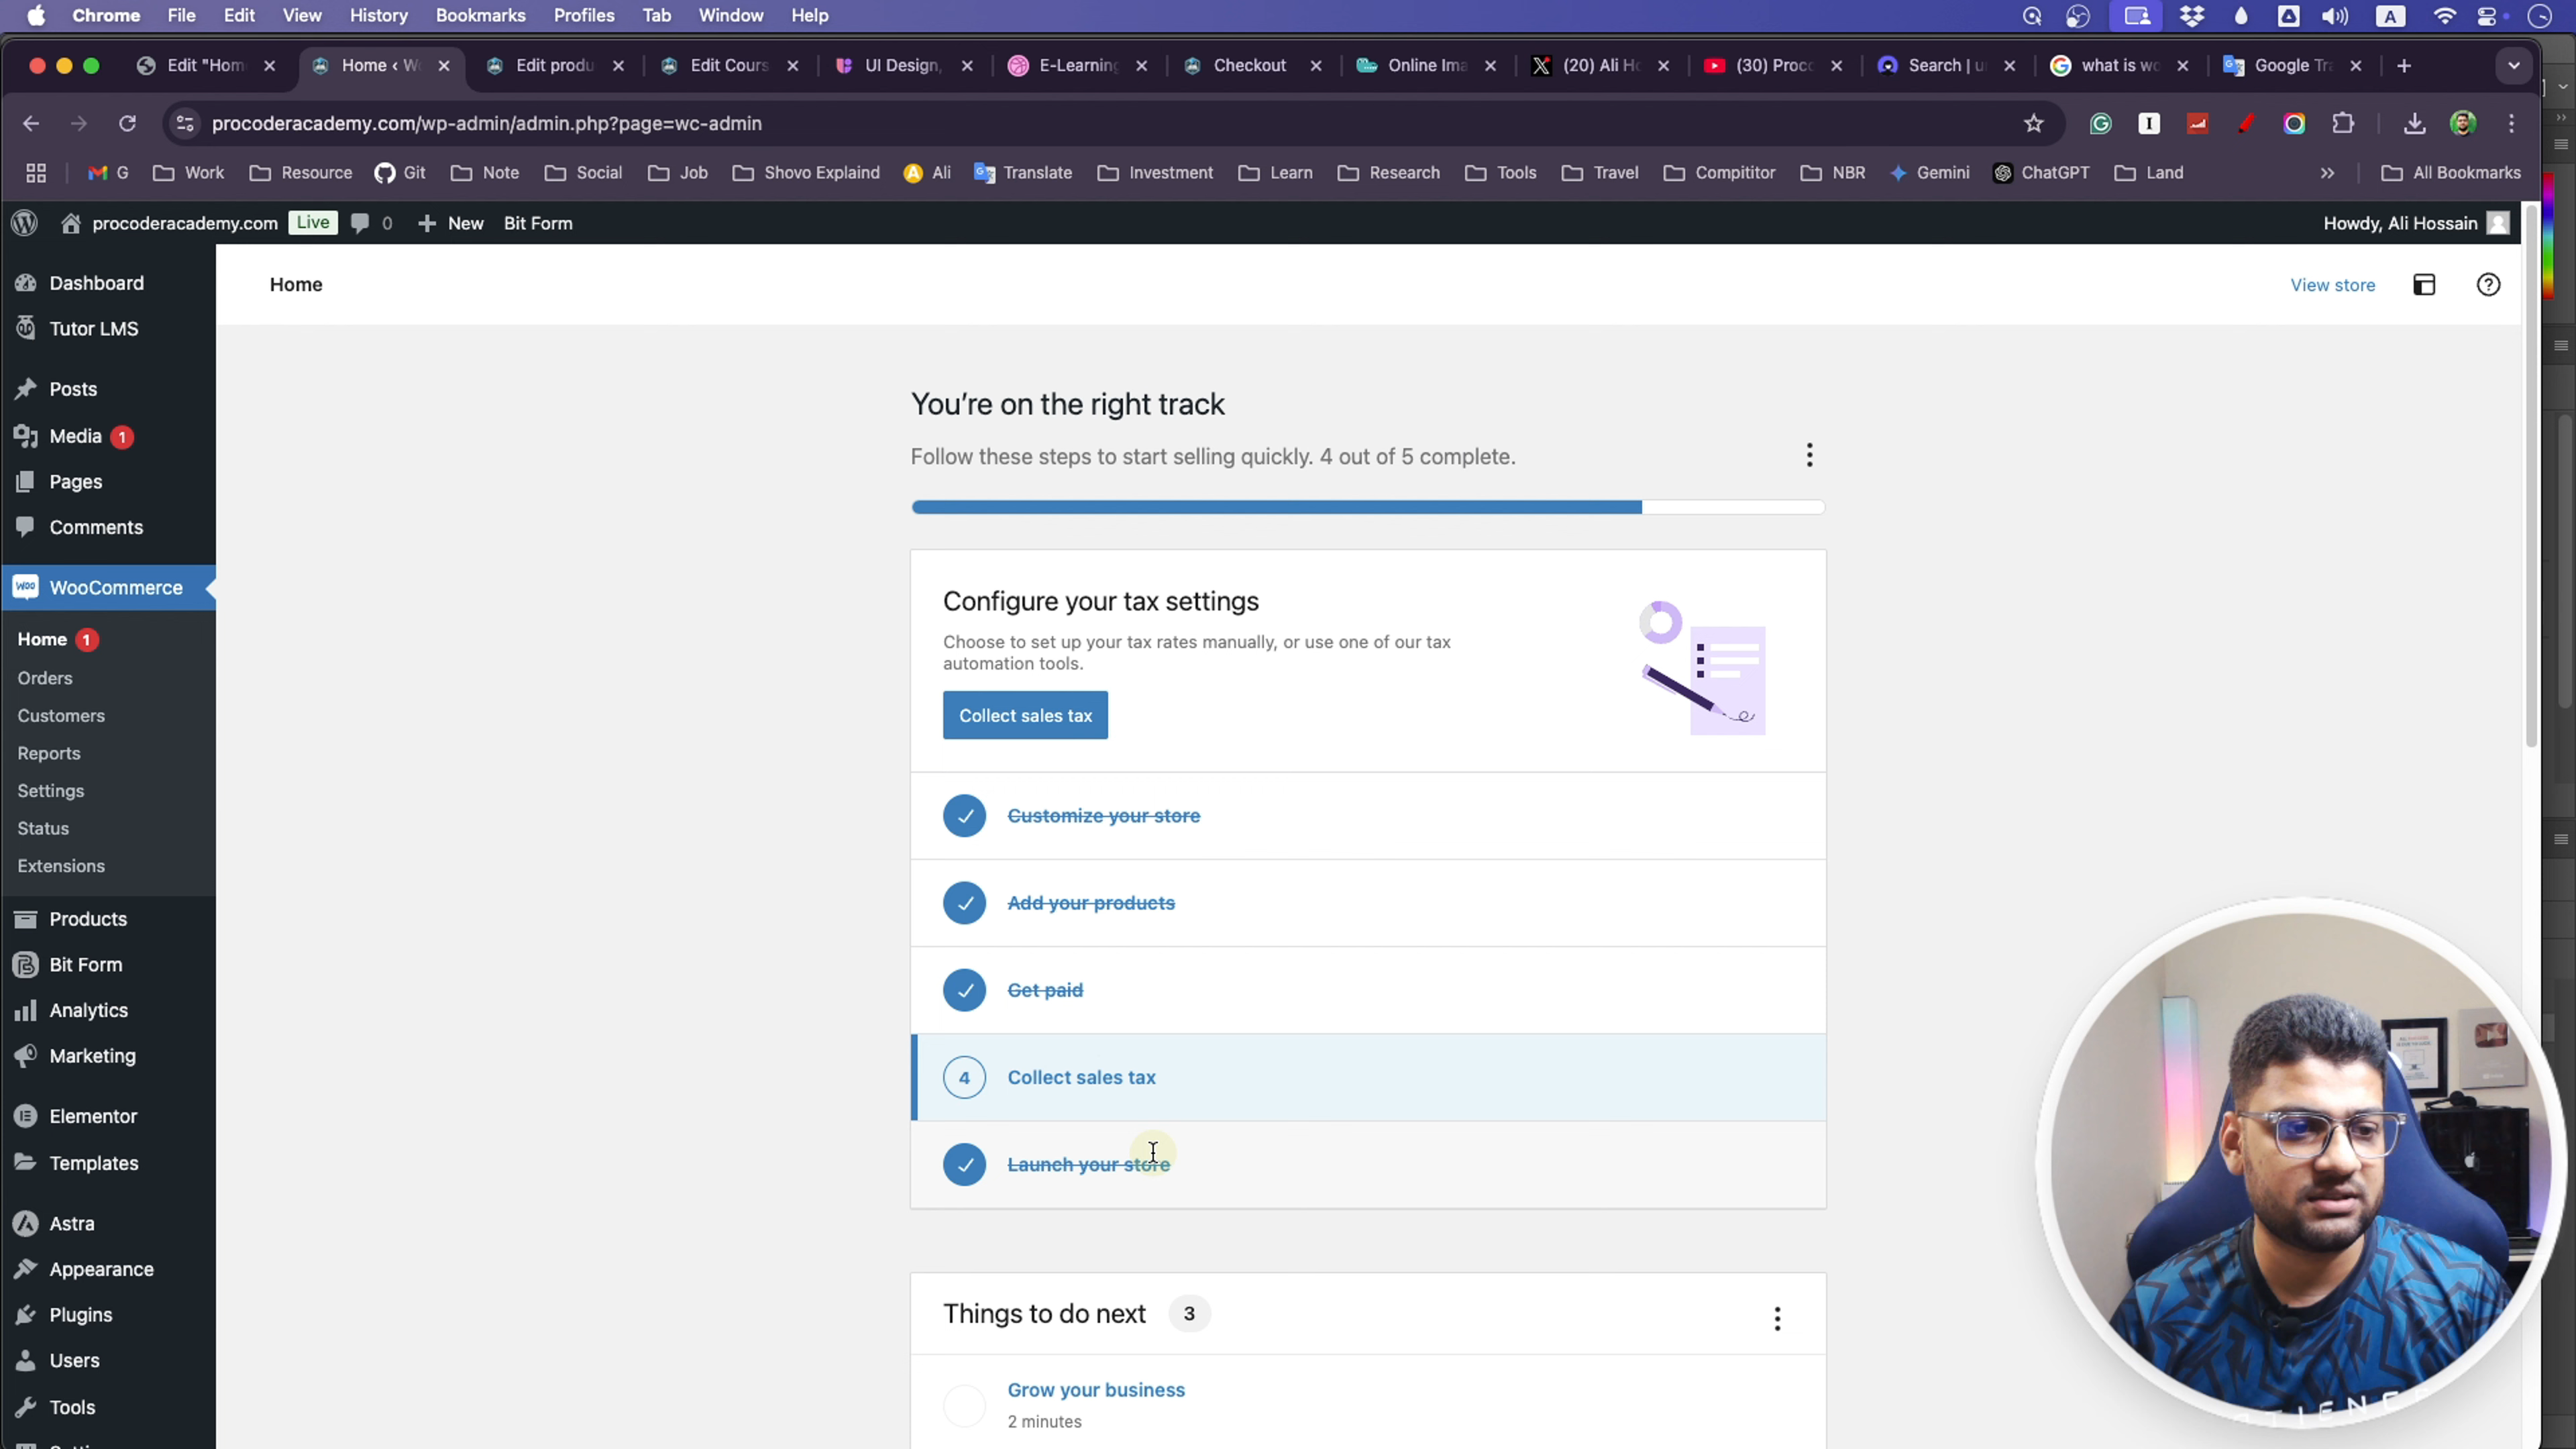 Chrome File Edit View History Bookmarks Profiles Tab Window Help
Edit "Hom
Home ‹ W
Edit produ
Edit Cours
UI Design,
E-Learning
Checkout
Online Ima
(20) Ali Ho
(30) Proc
Search | u
what is wo
Google Tr
procoderacademy.com/wp-admin/admin.php?page=wc-admin
G Work Resource Git Note Social Job Shovo Explaind Ali Translate Investment Learn Research Tools Travel Compititor NBR Gemini ChatGPT Land » All Bookmarks
procoderacademy.com Live 0 + New Bit Form Howdy, Ali Hossain
Dashboard
Tutor LMS
Posts
Media 1
Pages
Comments
WooCommerce
Home 1
Orders
Customers
Reports
Settings
Status
Extensions
Products
Bit Form
Analytics
Marketing
Elementor
Templates
Astra
Appearance
Plugins
Users
Tools
Home View store
You're on the right track
Follow these steps to start selling quickly. 4 out of 5 complete.
Configure your tax settings
Choose to set up your tax rates manually, or use one of our tax
automation tools.
Collect sales tax
Customize your store
Add your products
Get paid
4 Collect sales tax
Launch your store
Things to do next 3
Grow your business
2 minutes